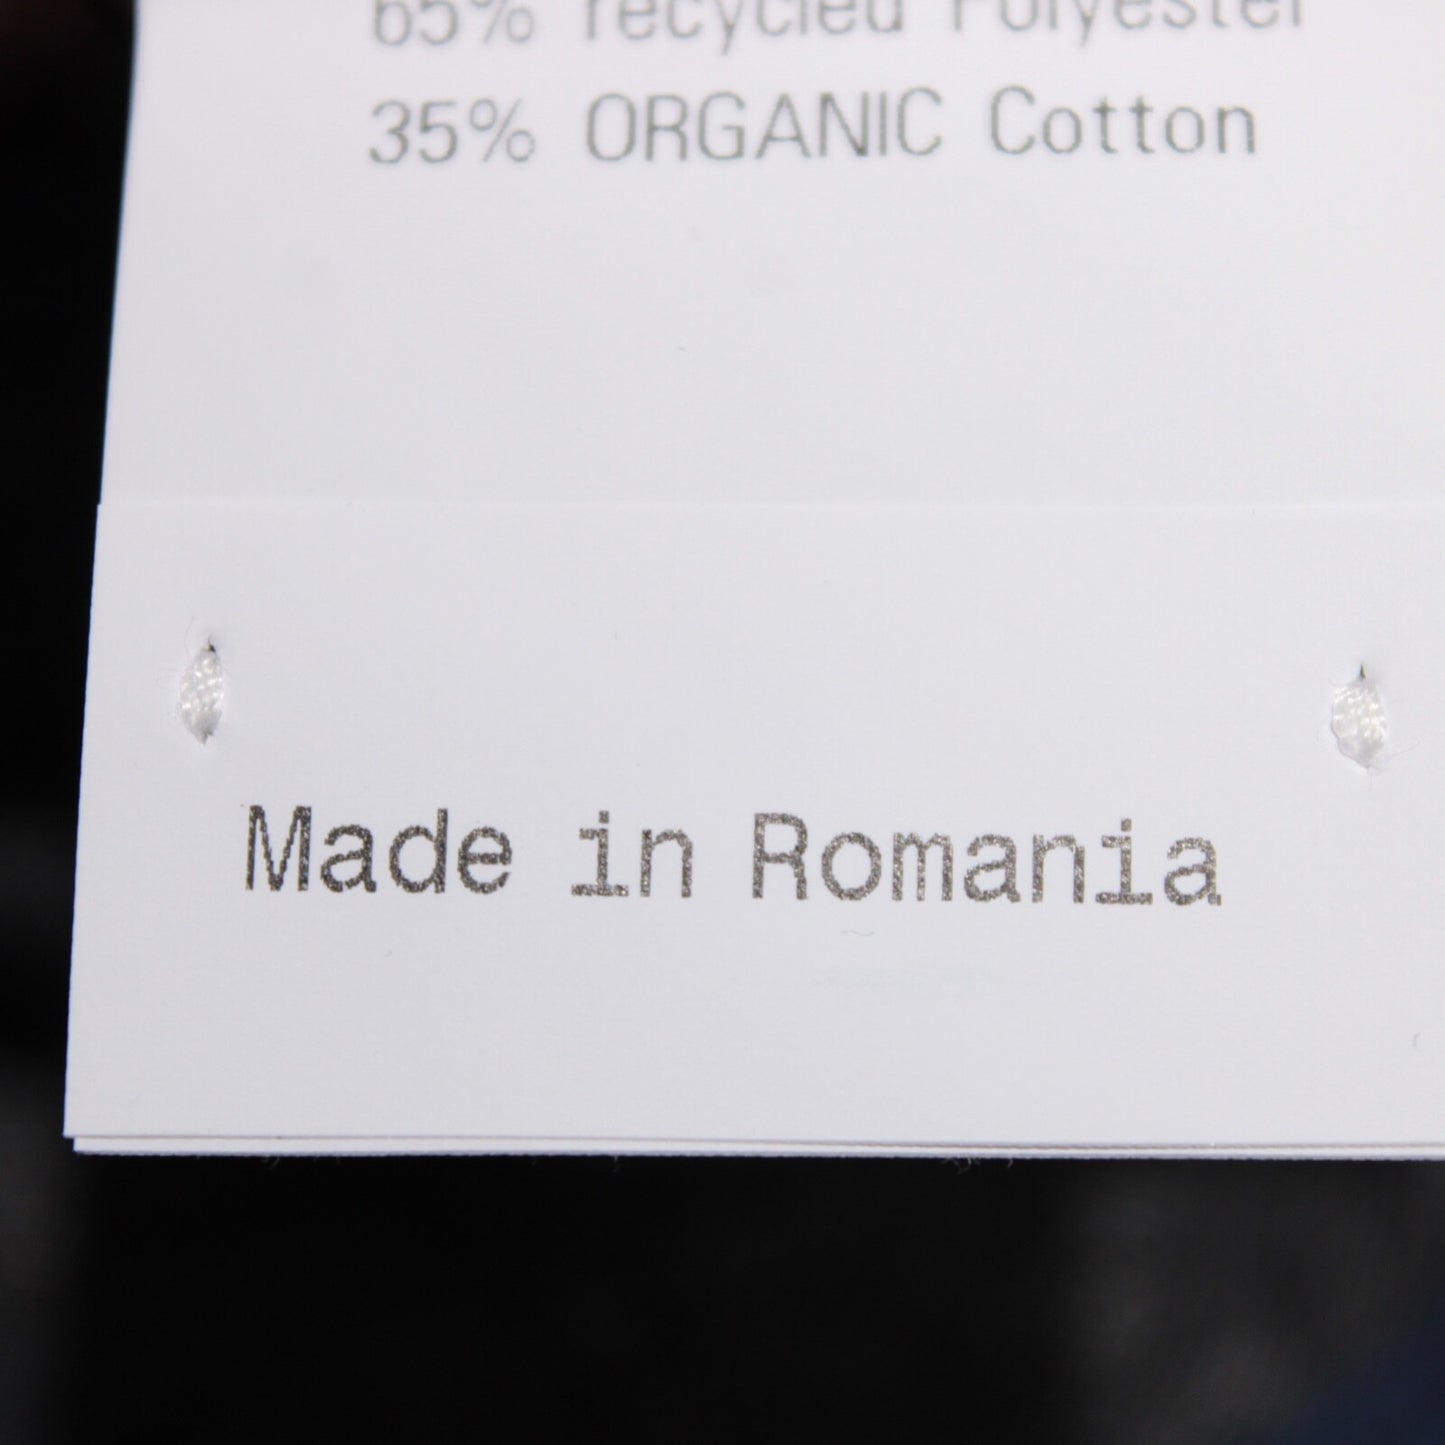 65% recycled Polyester
35% ORGANIC Cotton
Made in Romania